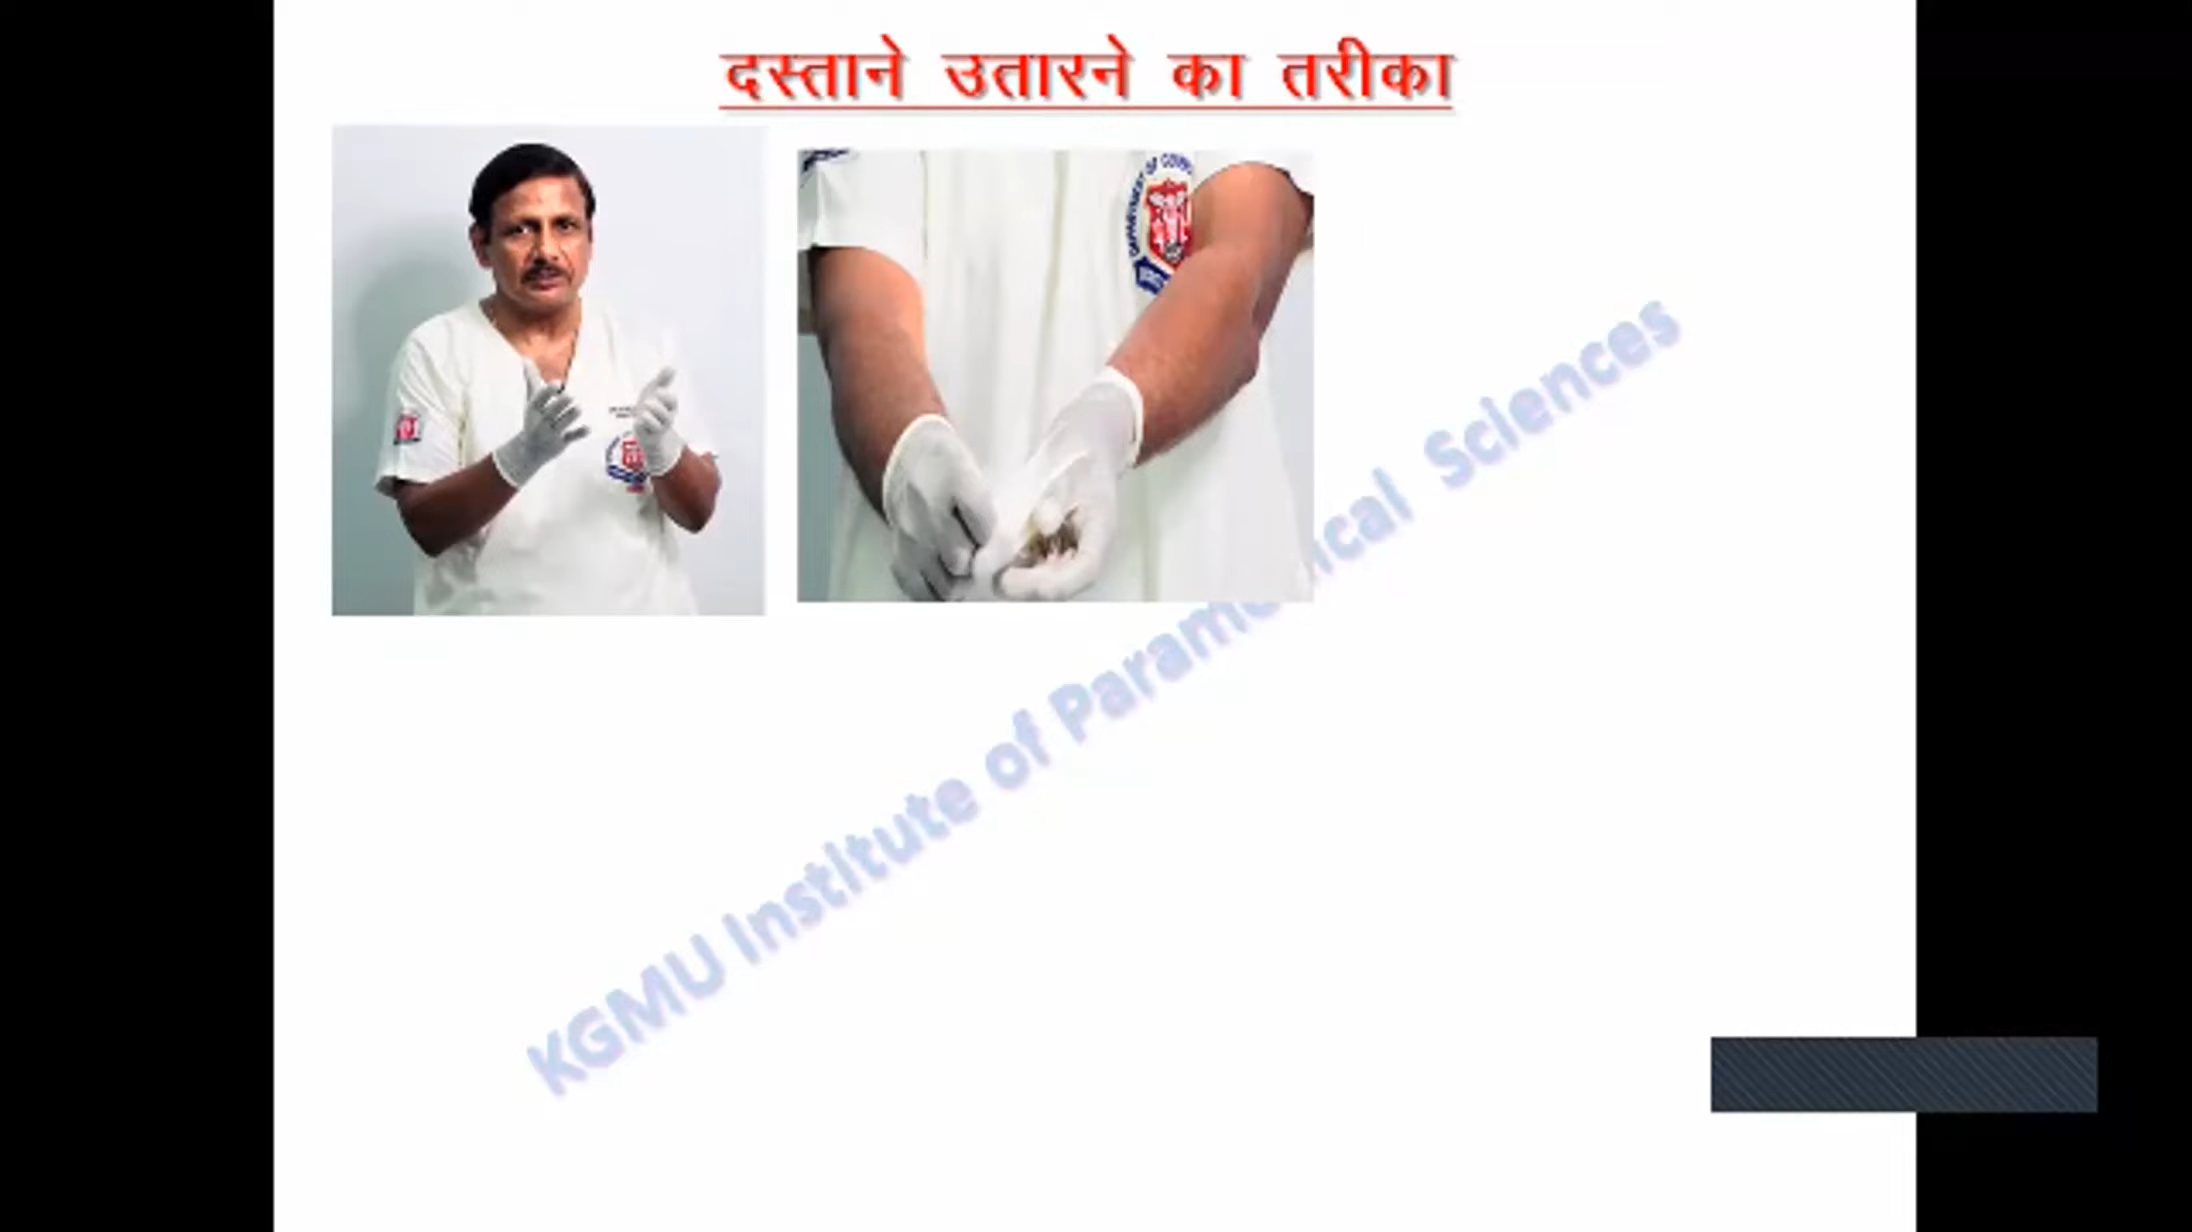 दस्ताने उतारने का तरीका
KGMU Institute of Paramedical Sciences